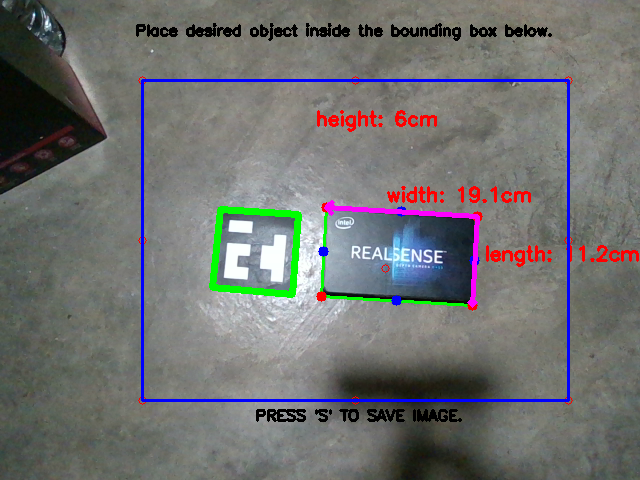 Place desired object inside the bounding box below.
height: 6cm
width: 19.1cm
intel
REALSENSE
length: 11.2cm
PRESS 'S' TO SAVE IMAGE.